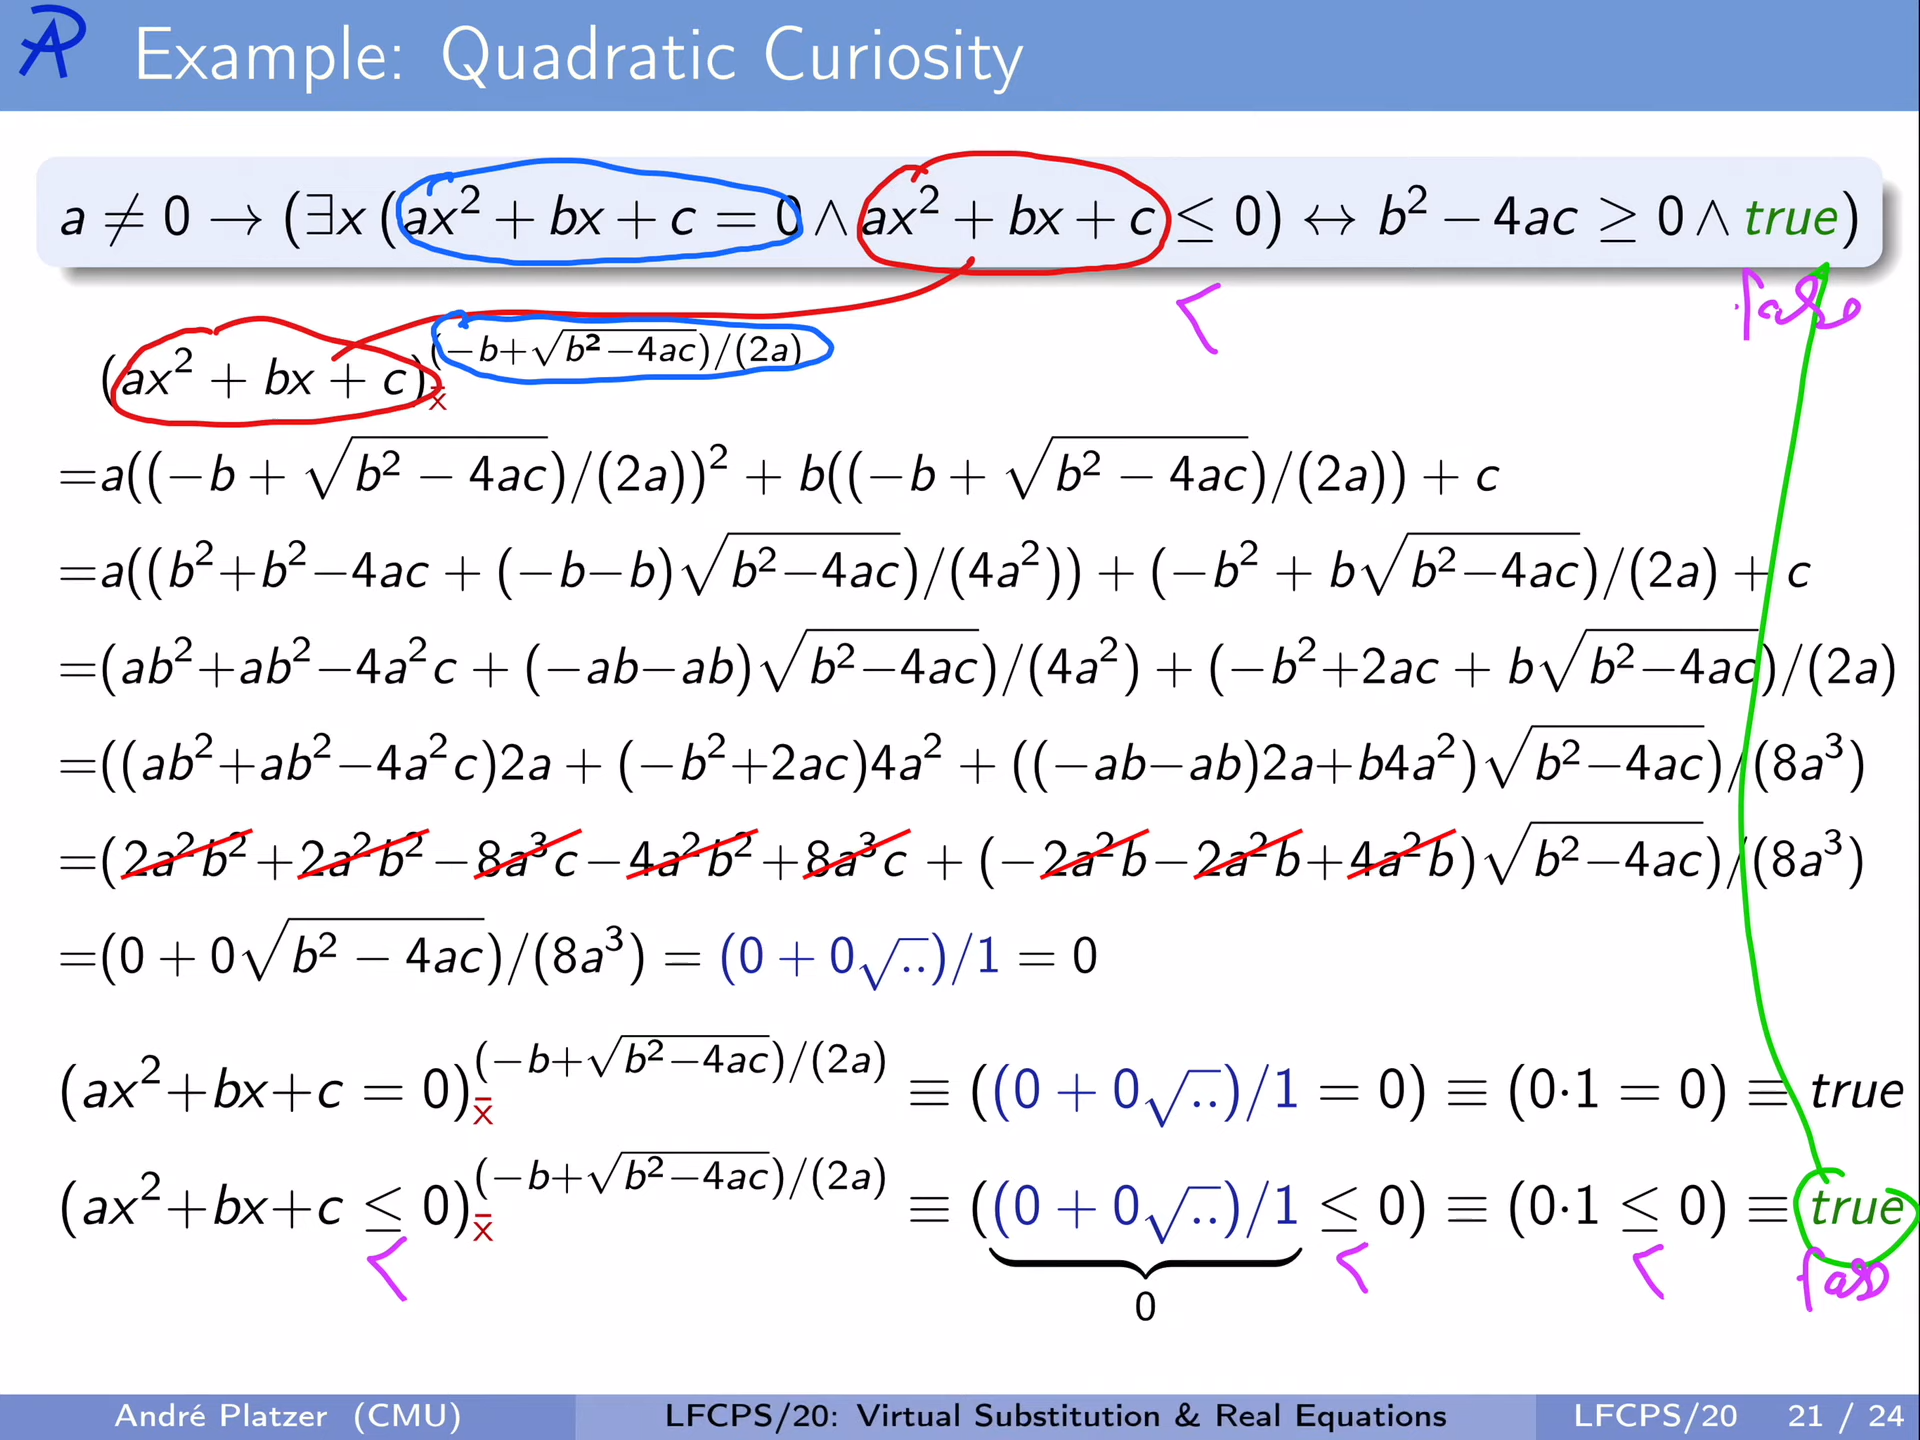 Example: Quadratic Curiosity
a ≠ 0 → (∃x (ax² + bx + c = 0 ∧ ax² + bx + c ≤ 0) ↔ b² − 4ac ≥ 0 ∧ true)
< false
(ax² + bx + c)_x̄^(−b+√(b²−4ac))/(2a)
=a((−b + √(b² − 4ac))/(2a))² + b((−b + √(b² − 4ac))/(2a)) + c
=a((b²+b²−4ac + (−b−b)√(b²−4ac))/(4a²)) + (−b² + b√(b²−4ac))/(2a) + c
=(ab²+ab²−4a²c + (−ab−ab)√(b²−4ac))/(4a²) + (−b²+2ac + b√(b²−4ac))/(2a)
=((ab²+ab²−4a²c)2a + (−b²+2ac)4a² + ((−ab−ab)2a+b4a²)√(b²−4ac))/(8a³)
=(2a²b²+2a²b²−8a³c−4a²b²+8a³c + (−2a²b−2a²b+4a²b)√(b²−4ac))/(8a³)
=(0 + 0√(b² − 4ac))/(8a³) = (0 + 0√..)/1 = 0
(ax²+bx+c = 0)_x̄^(−b+√(b²−4ac))/(2a) ≡ ((0 + 0√..)/1 = 0) ≡ (0·1 = 0) ≡ true
(ax²+bx+c ≤ 0)_x̄^(−b+√(b²−4ac))/(2a) ≡ ((0 + 0√..)/1 ≤ 0) ≡ (0·1 ≤ 0) ≡ true
< < <
0
André Platzer (CMU) LFCPS/20: Virtual Substitution & Real Equations LFCPS/20 21 / 24